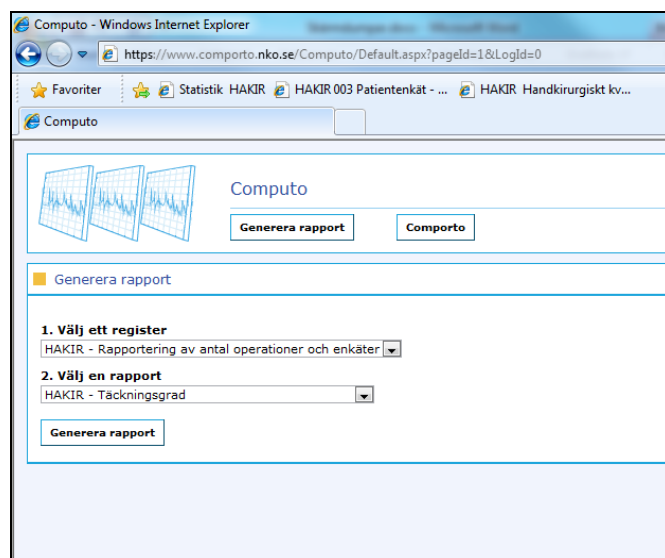 Computo - Windows Internet Explorer
https://www.comporto.nko.se/Computo/Default.aspx?pageId=1&LogId=0
Favoriter Statistik HAKIR HAKIR 003 Patientenkät - ... HAKIR Handkirurgiskt kv...
Computo
Computo
Generera rapport Comporto
Generera rapport
1. Välj ett register
HAKIR - Rapportering av antal operationer och enkäter
2. Välj en rapport
HAKIR - Täckningsgrad
Generera rapport